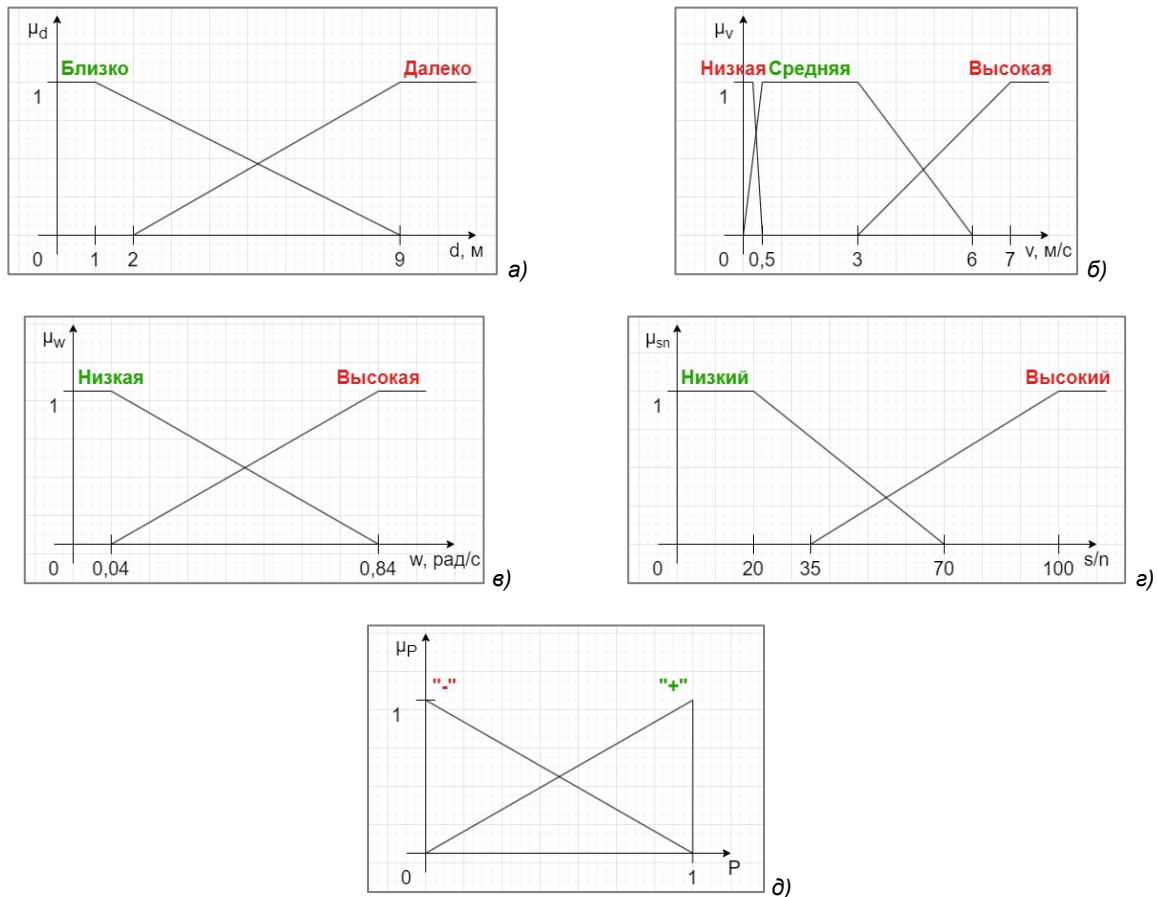 μd
Близко
Далеко
1
0
1
2
9
d, м
а)
μv
Низкая
Средняя
Высокая
1
0
0,5
3
6
7
v, м/с
б)
μw
Низкая
Высокая
1
0
0,04
0,84
w, рад/с
в)
μsn
Низкий
Высокий
1
0
20
35
70
100
s/n
г)
μP
"-"
"+"
1
0
1
P
д)